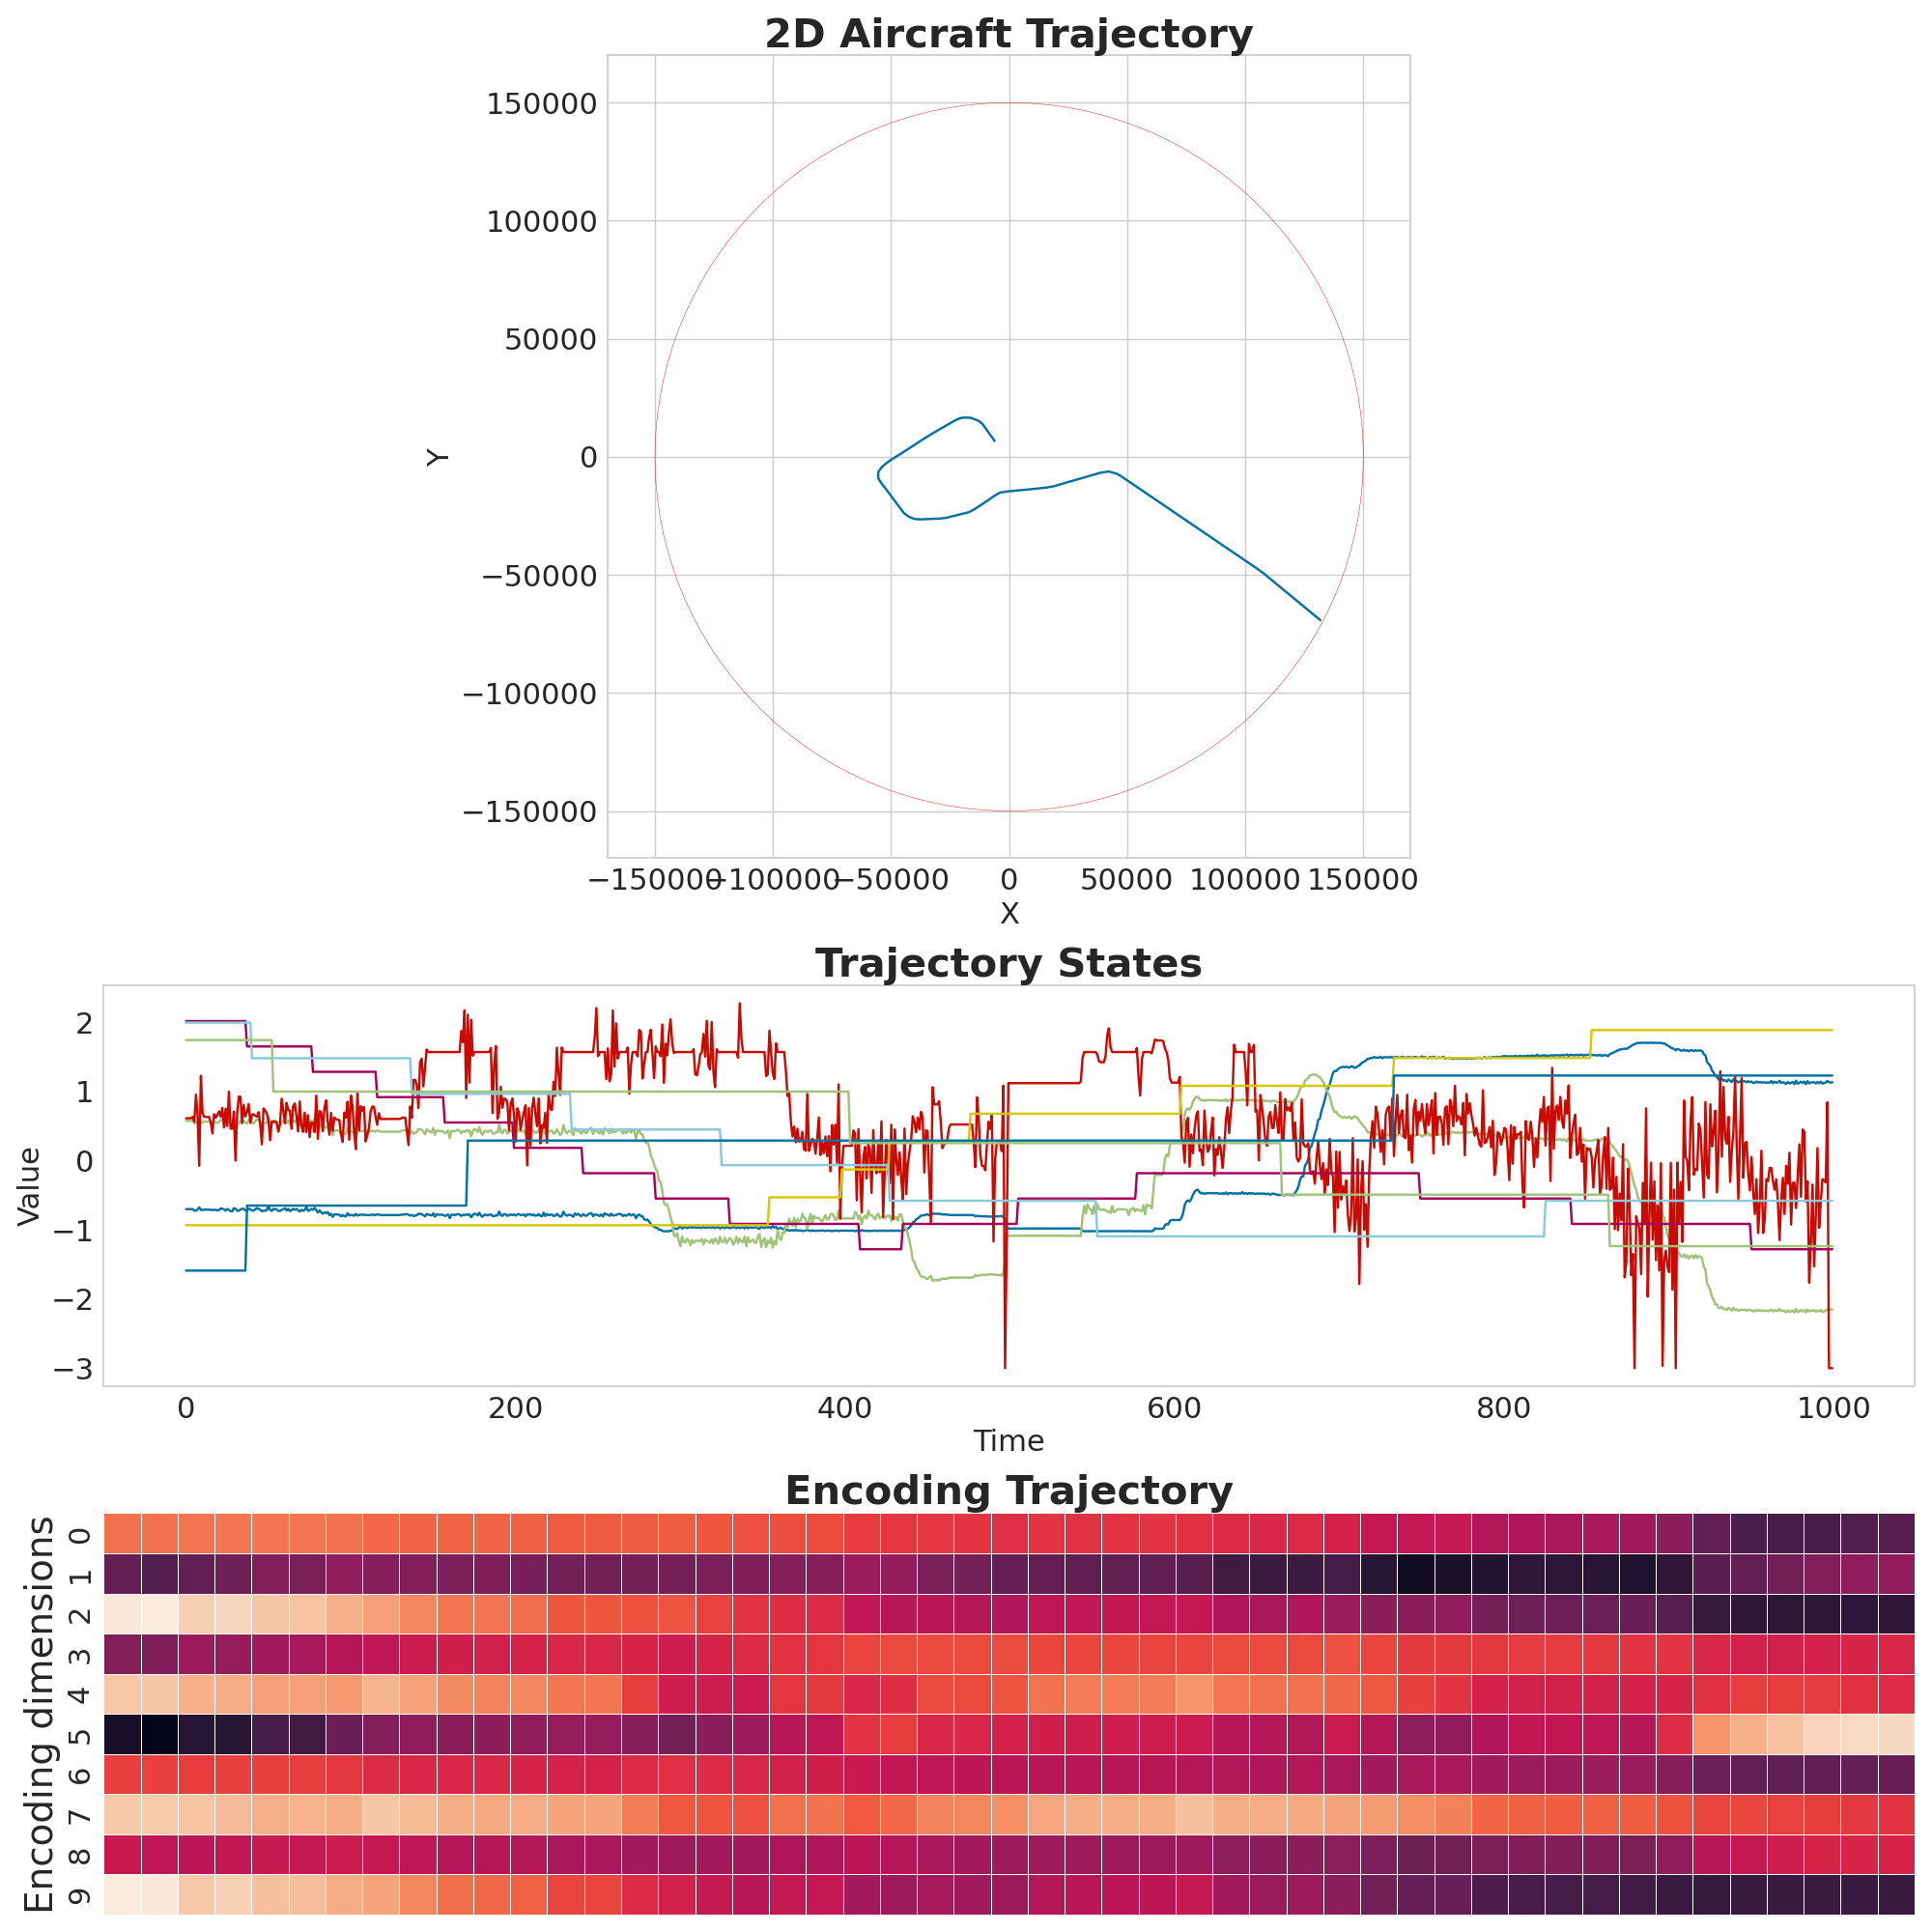 2D Aircraft Trajectory
150000
100000
50000
0
−50000
−100000
−150000
Y
−150000 −100000 −50000 0 50000 100000 150000
X
Trajectory States
2
1
0
−1
−2
−3
Value
0 200 400 600 800 1000
Time
Encoding Trajectory
0
1
2
3
4
5
6
7
8
9
Encoding dimensions